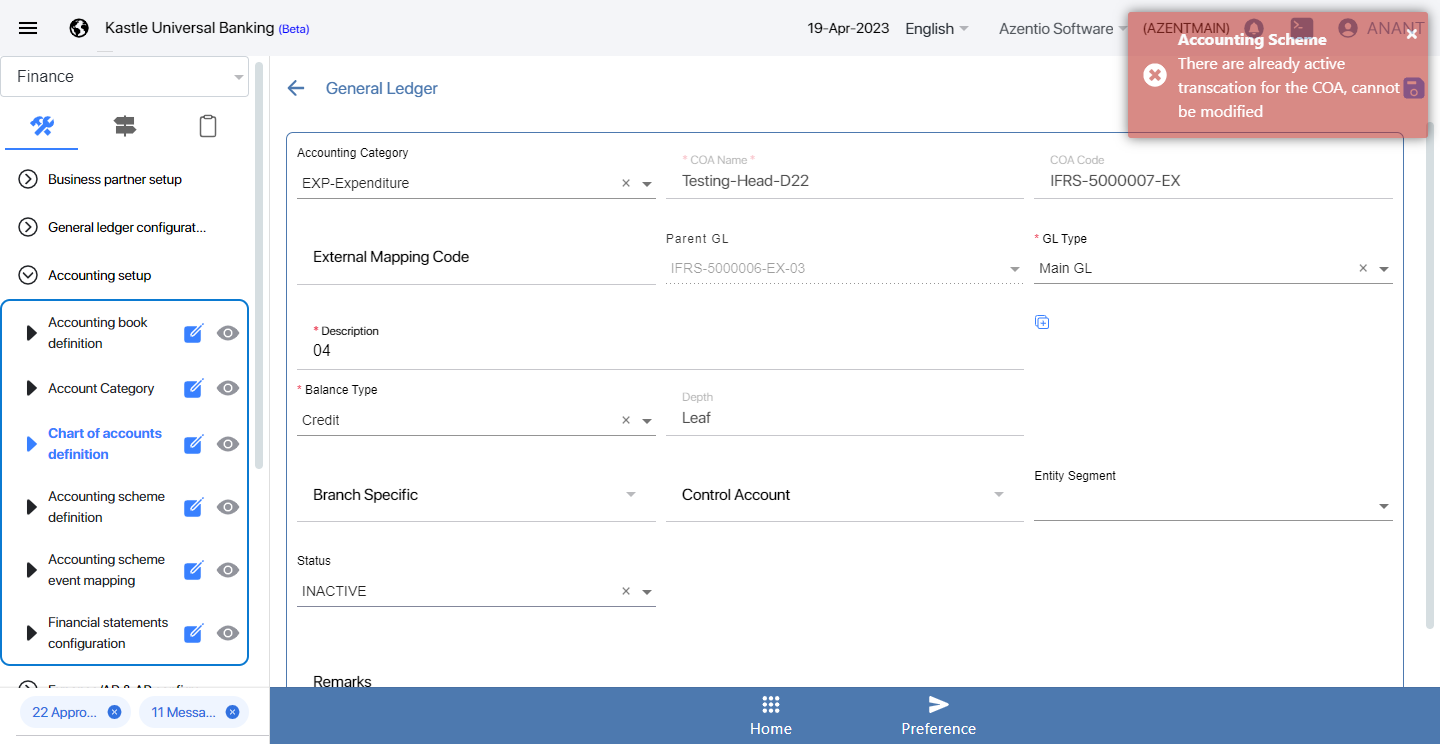 Kastle Universal Banking (Beta)
19-Apr-2023
English
Azentio Software
(AZENTMAIN)
ANANT
Accounting Scheme
There are already active
transcation for the COA, cannot
be modified
Finance
General Ledger
Business partner setup
General ledger configurat...
Accounting setup
Accounting book
definition
Account Category
Chart of accounts
definition
Accounting scheme
definition
Accounting scheme
event mapping
Financial statements
configuration
22 Appro...
11 Messa...
Accounting Category
EXP-Expenditure
* COA Name *
Testing-Head-D22
COA Code
IFRS-5000007-EX
External Mapping Code
Parent GL
IFRS-5000006-EX-03
* GL Type
Main GL
* Description
04
* Balance Type
Credit
Depth
Leaf
Branch Specific
Control Account
Entity Segment
Status
INACTIVE
Remarks
Home
Preference